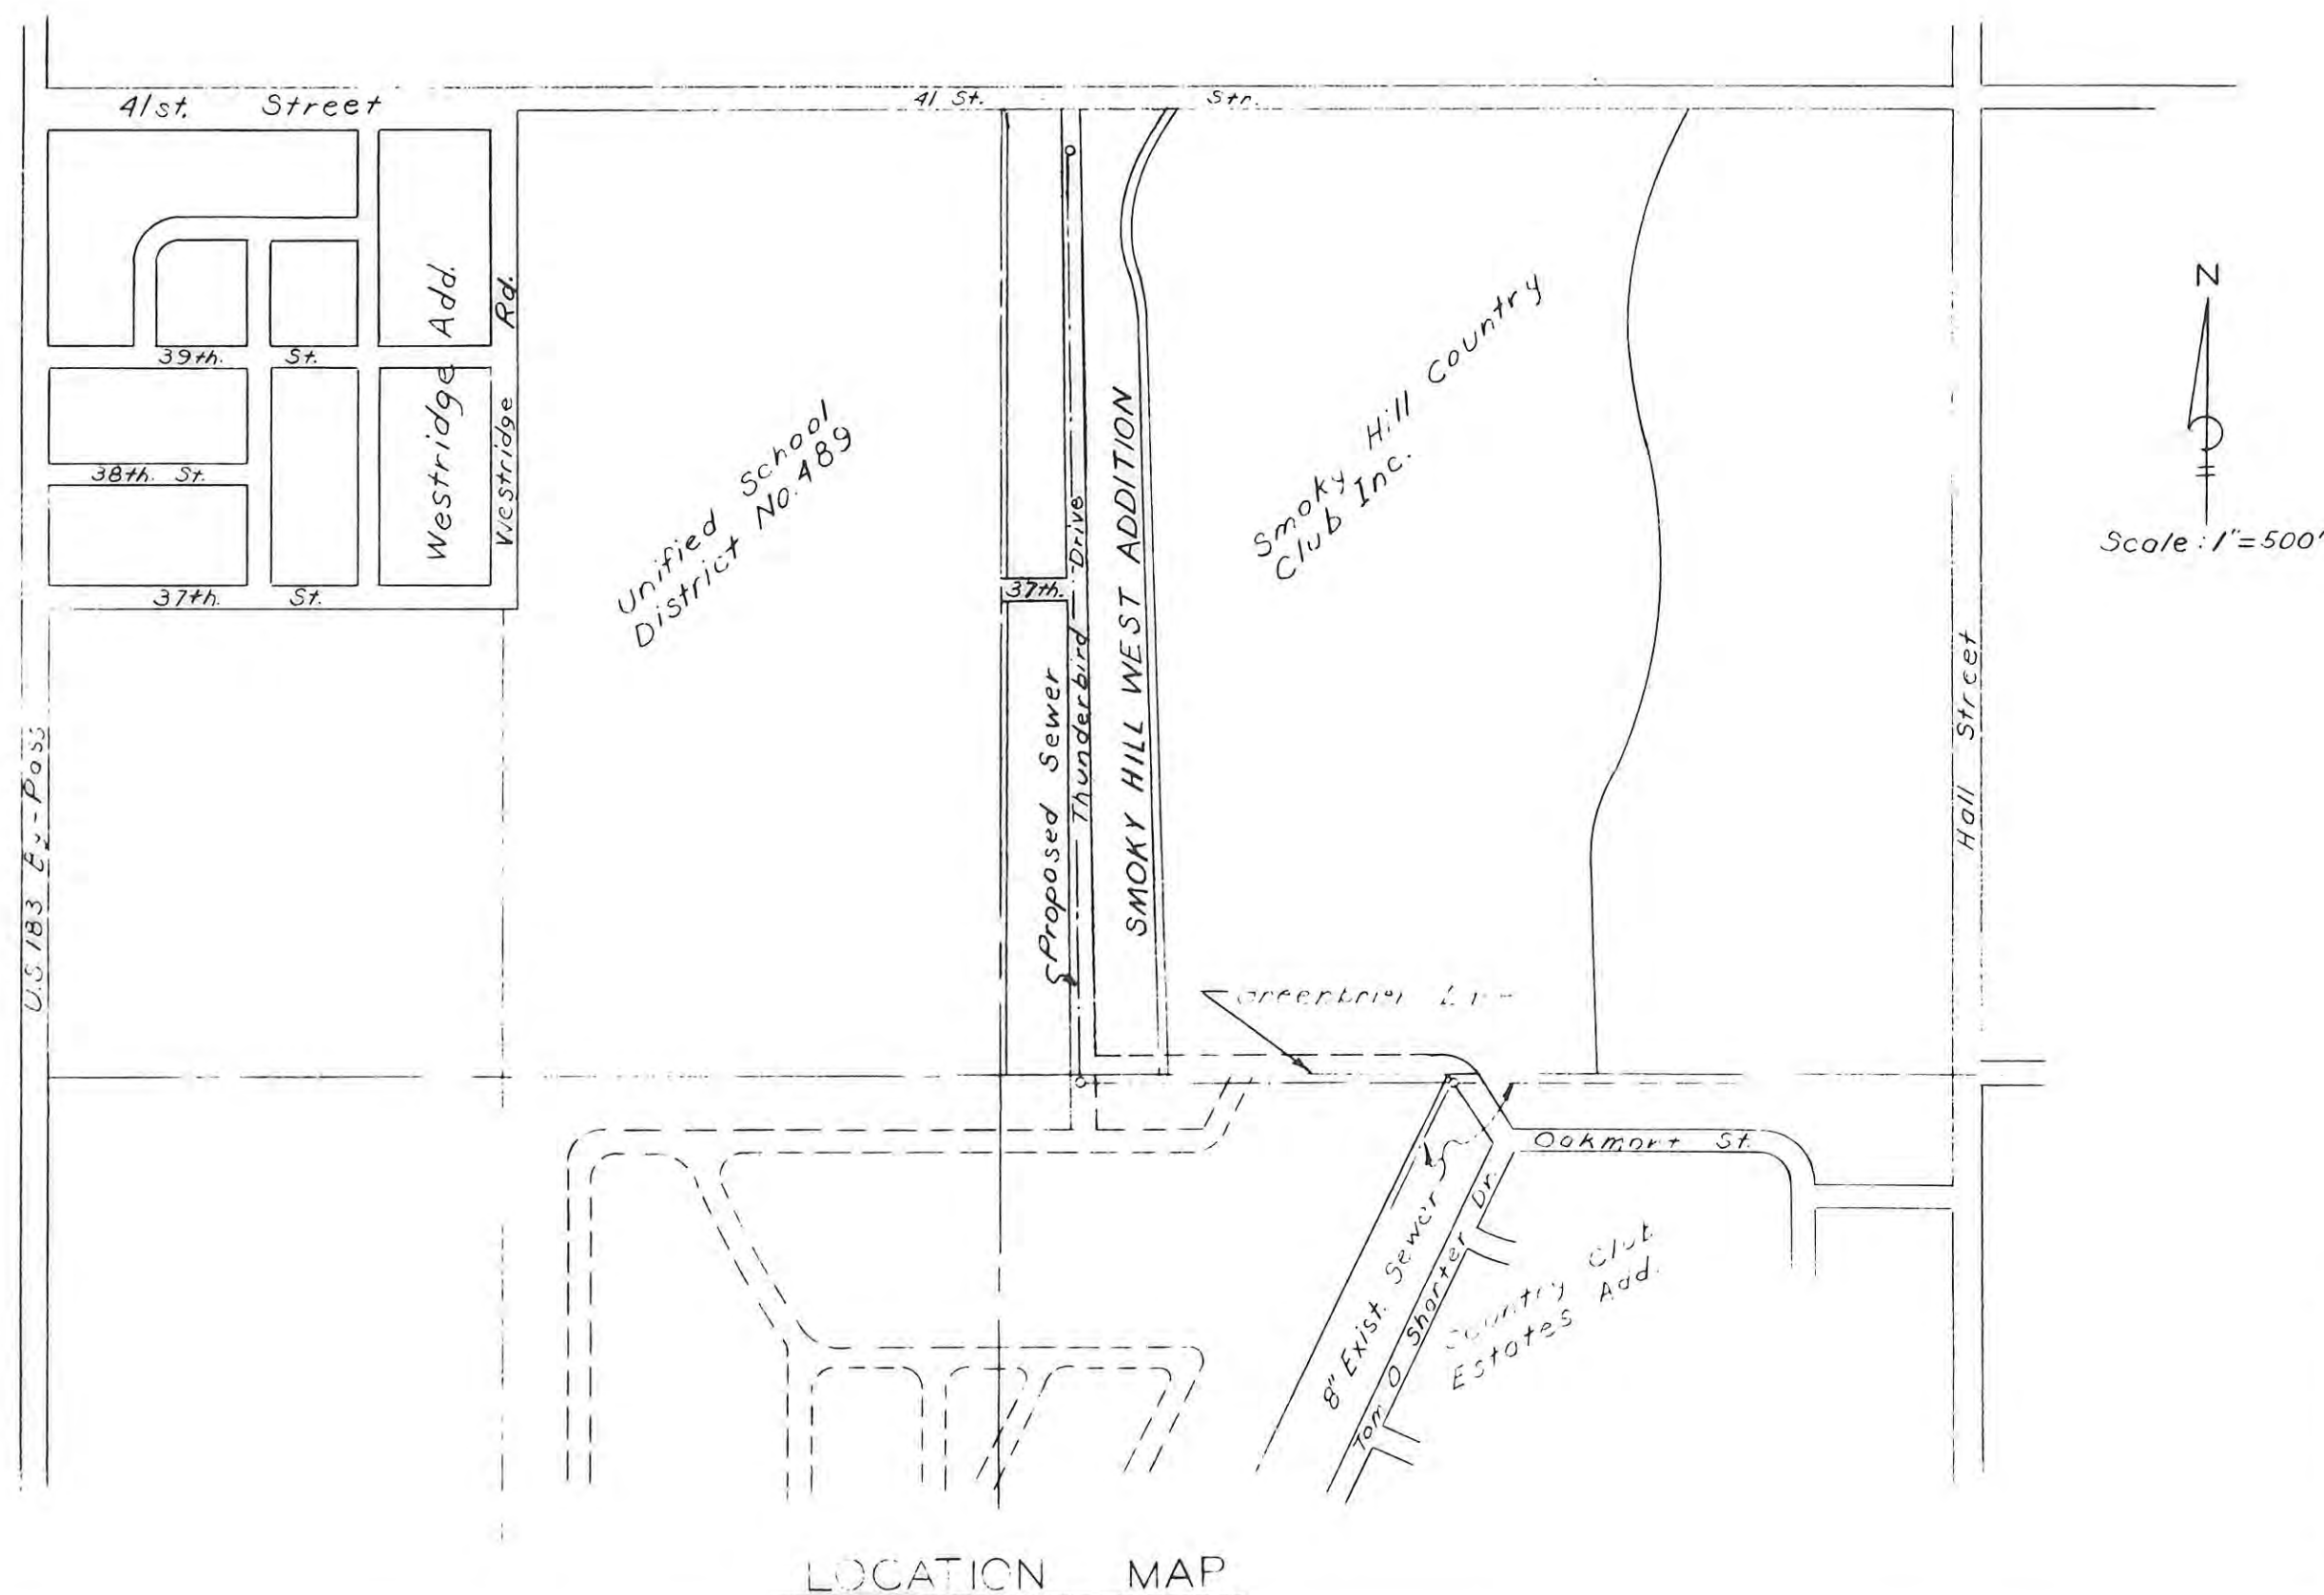 41st. Street
41 St. Str.
N
Scale: 1"=500'
Westridge Add.
Westridge Rd.
39th. St.
38th. St.
37th. St.
Unified School
District No. 489
37th.
Thunderbird Drive
Proposed Sewer
SMOKY HILL WEST ADDITION
Smoky Hill Country
Club Inc.
Hall Street
U.S. 183 By-Pass
Oakmont St.
8" Exist. Sewer
Tom O Shorter Dr.
Country Club
Estates Add.
LOCATION MAP